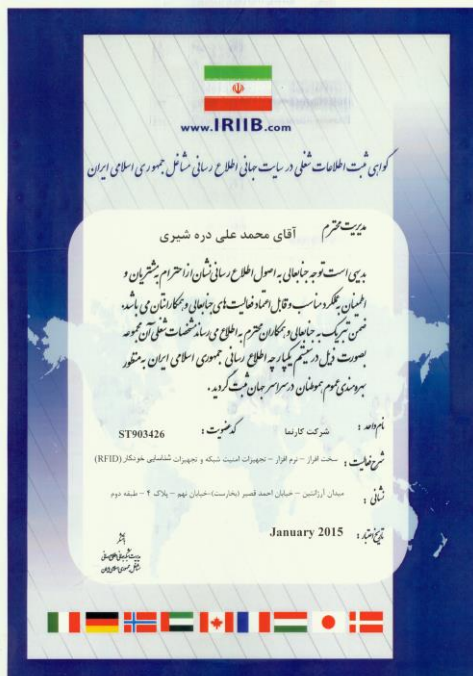 www.IRIIB.com
گواهی ثبت اطلاعات شغلی در سایت جهانی اطلاع رسانی مشاغل جمهوری اسلامی ایران
مدیریت محترم آقای محمد علی دره شیری
بدیهی است توجه جنابعالی به اصول اطلاع رسانی نشان از احترام به مشتریان و
اطمینان به عملکرد مناسب و قابل اعتماد فعالیت های جنابعالی و همکارانتان می باشد.
ضمن تبریک به جنابعالی و همکاران محترم به اطلاع می رساند مشخصات شغلی آن مجموعه
بصورت ذیل در سیستم یکپارچه اطلاع رسانی جمهوری اسلامی ایران به منظور
بهره مندی عموم هموطنان در سراسر جهان ثبت گردید.
نام واحد : شرکت کارنما کد عضویت : ST903426
شرح فعالیت : سخت افزار - نرم افزار - تجهیزات امنیت شبکه و تجهیزات شناسایی خودکار (RFID)
نشانی : میدان آرژانتین - خیابان احمد قصیر (بخارست)-خیابان نهم - پلاک ۴ - طبقه دوم
تاریخ اعتبار : January 2015